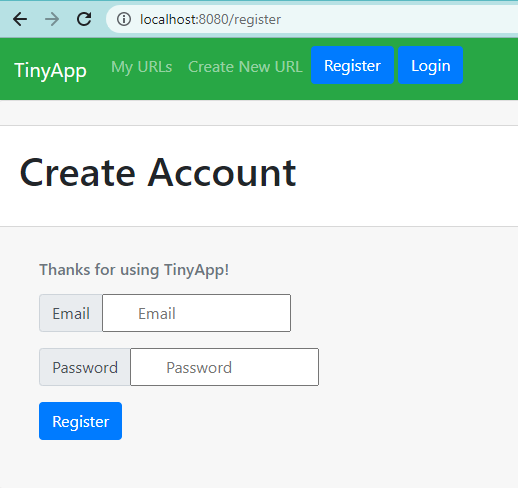 localhost:8080/register
TinyApp My URLs Create New URL Register Login
Create Account
Thanks for using TinyApp!
Email Email
Password Password
Register